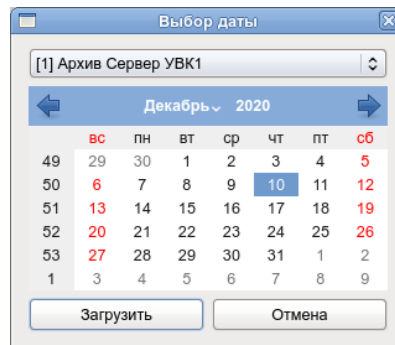 Выбор даты
[1] Архив Сервер УВК1
Декабрь 2020
вс пн вт ср чт пт сб
49 29 30 1 2 3 4 5
50 6 7 8 9 10 11 12
51 13 14 15 16 17 18 19
52 20 21 22 23 24 25 26
53 27 28 29 30 31 1 2
1 3 4 5 6 7 8 9
Загрузить Отмена